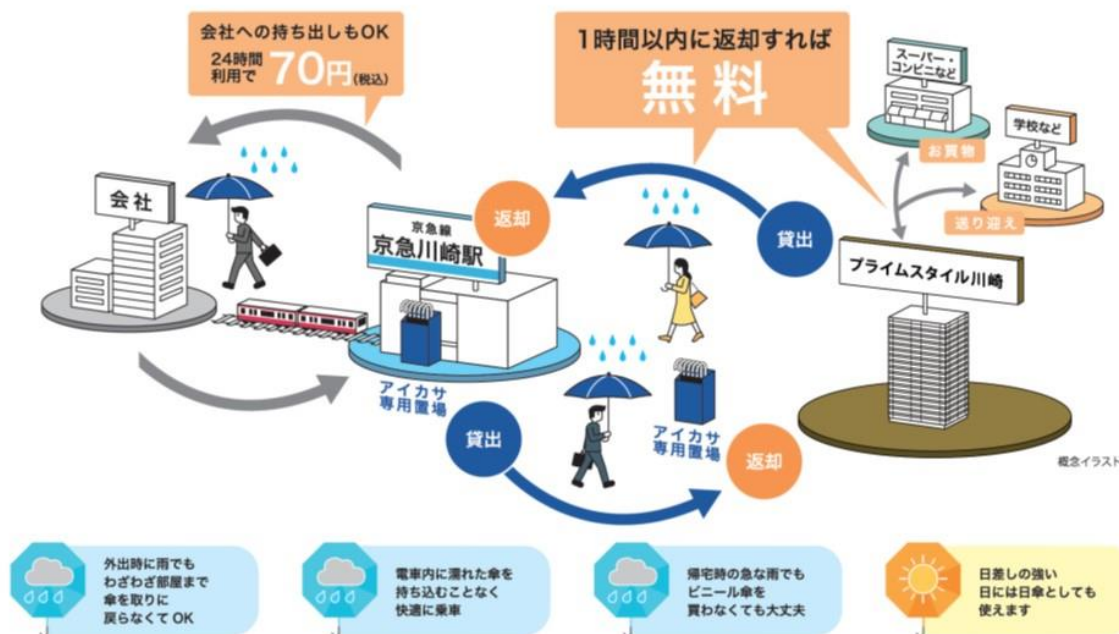 会社への持ち出しもOK
24時間
利用で 70円(税込)
1時間以内に返却すれば
無料
スーパー・
コンビニなど
お買物
学校など
送り迎え
会社
京急線
京急川崎駅
返却
貸出
プライムスタイル川崎
アイカサ
専用置場
貸出
アイカサ
専用置場
返却
概念イラスト
外出時に雨でも
わざわざ部屋まで
傘を取りに
戻らなくてOK
電車内に濡れた傘を
持ち込むことなく
快適に乗車
帰宅時の急な雨でも
ビニール傘を
買わなくても大丈夫
日差しの強い
日には日傘としても
使えます